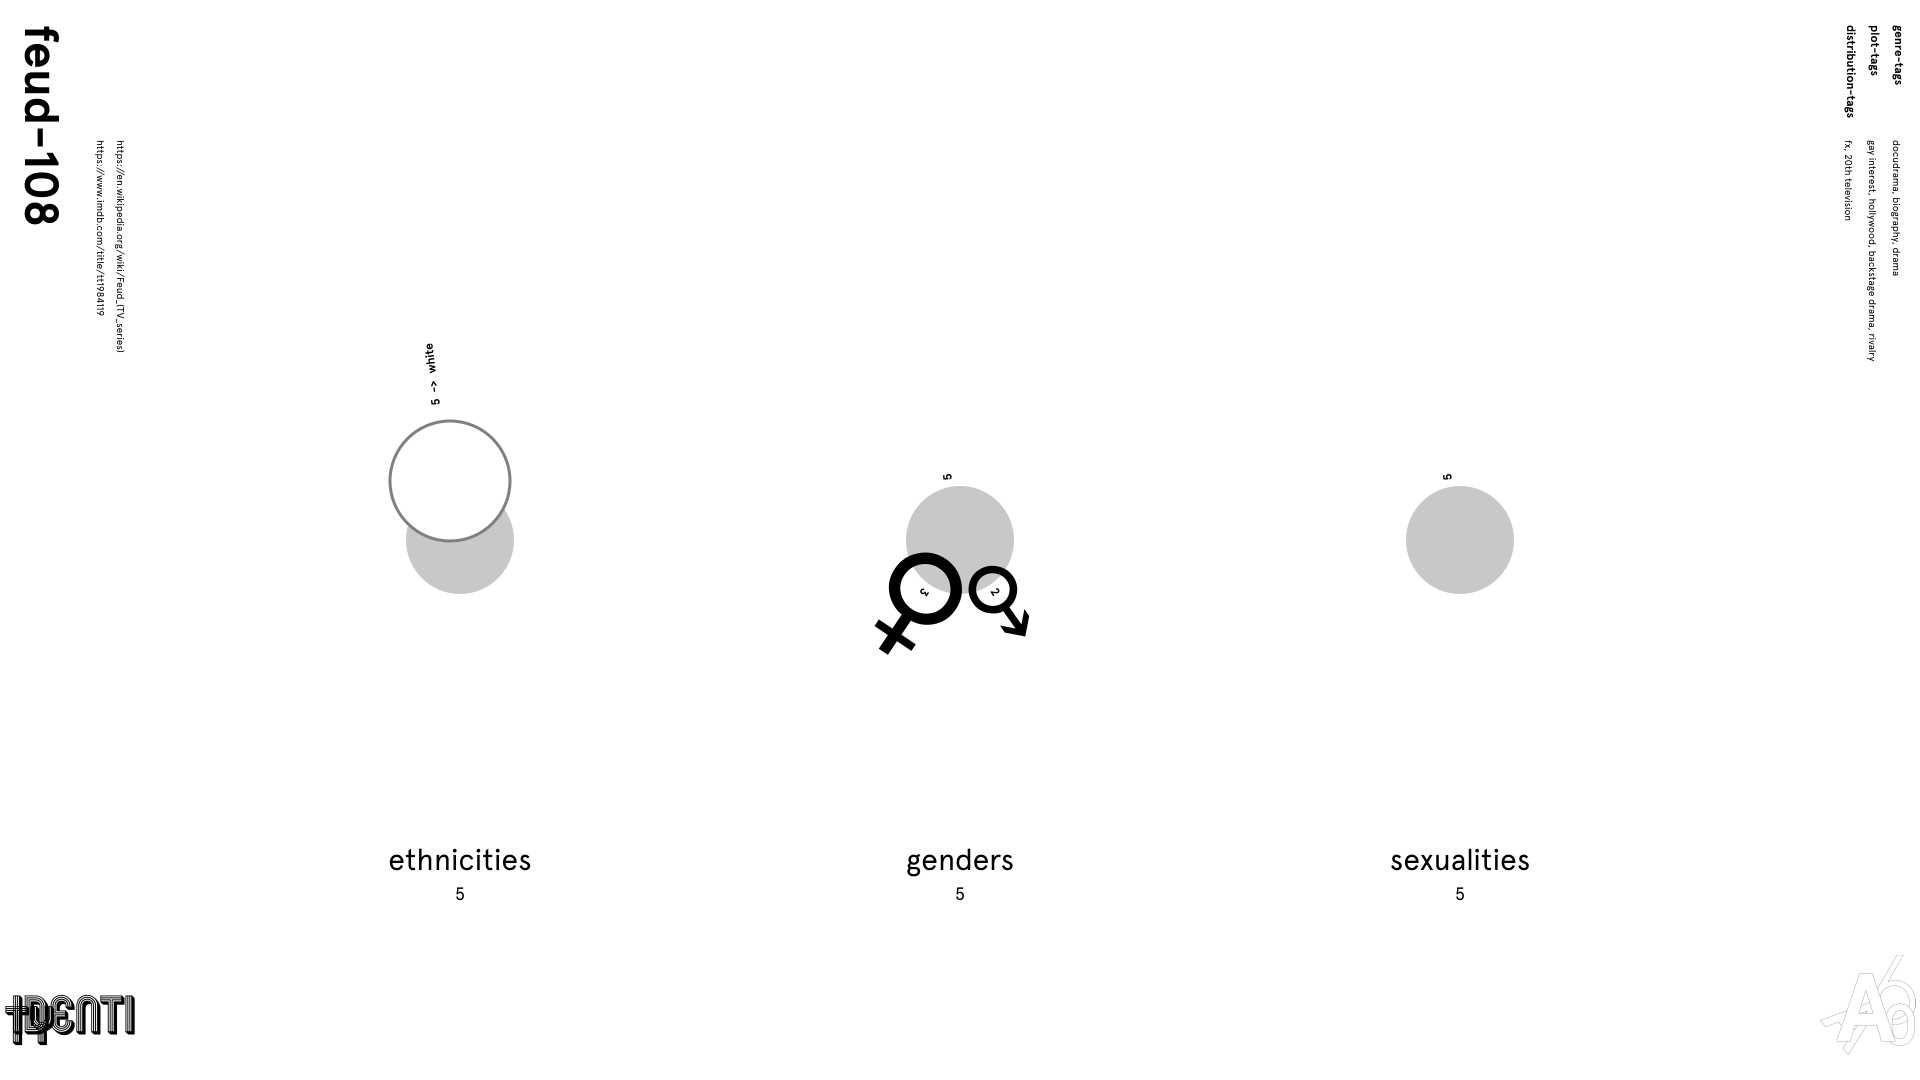 feud-108
https://en.wikipedia.org/wiki/Feud_(TV_series)
https://www.imdb.com/title/tt1984119
genre-tags
docudrama, biography, drama
plot-tags
gay interest, hollywood, backstage drama, rivalry
distribution-tags
fx, 20th television
5 -> white
5
3
2
5
ethnicities
5
genders
5
sexualities
5
IDENTI
ty
A